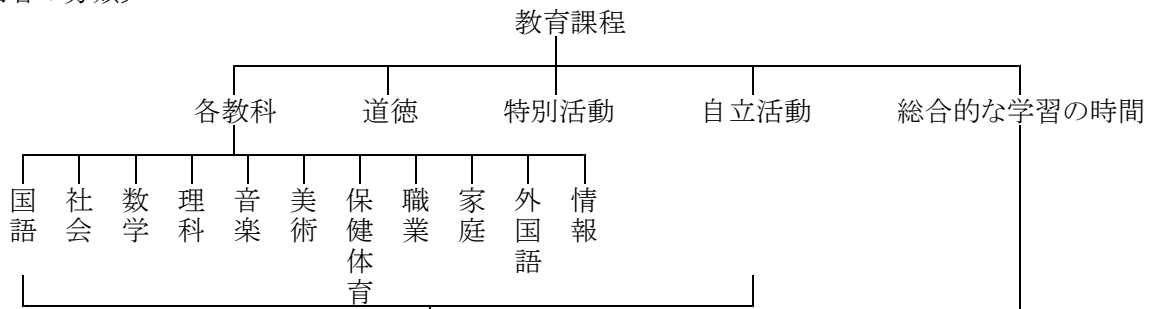 教育課程
各教科 道徳 特別活動 自立活動 総合的な学習の時間
国語 社会 数学 理科 音楽 美術 保健体育 職業 家庭 外国語 情報